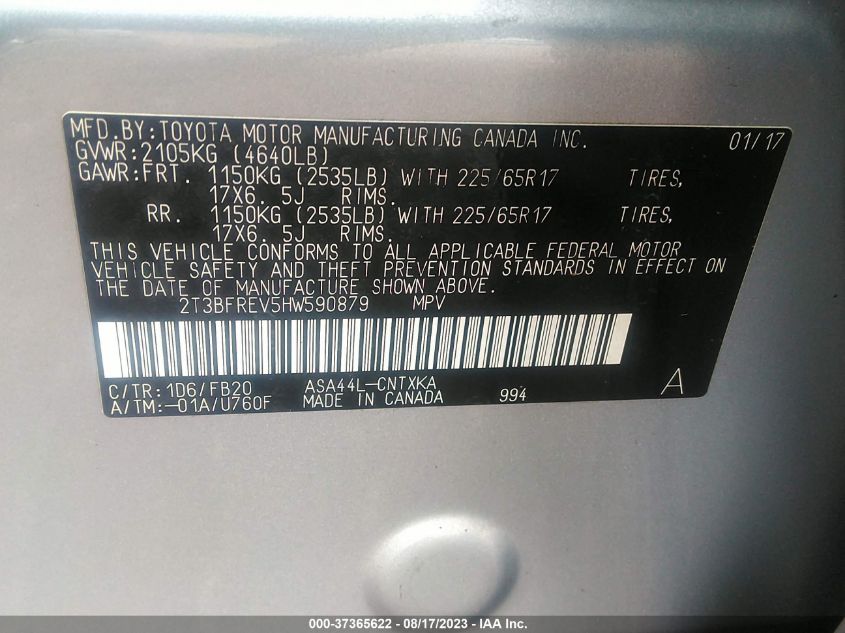 MFD.BY:TOYOTA MOTOR MANUFACTURING CANADA INC. 01/17
GVWR:2105KG (4640LB)
GAWR:FRT. 1150KG (2535LB) WITH 225/65R17 TIRES,
17X6.5J RIMS.
RR. 1150KG (2535LB) WITH 225/65R17 TIRES,
17X6.5J RIMS.
THIS VEHICLE CONFORMS TO ALL APPLICABLE FEDERAL MOTOR
VEHICLE SAFETY AND THEFT PREVENTION STANDARDS IN EFFECT ON
THE DATE OF MANUFACTURE SHOWN ABOVE.
2T3BFREV5HW590879 MPV
C/TR:1D6/FB20 ASA44L-CNTXKA A
A/TM:-01A/U760F MADE IN CANADA 994
000-37365622 - 08/17/2023 - IAA Inc.